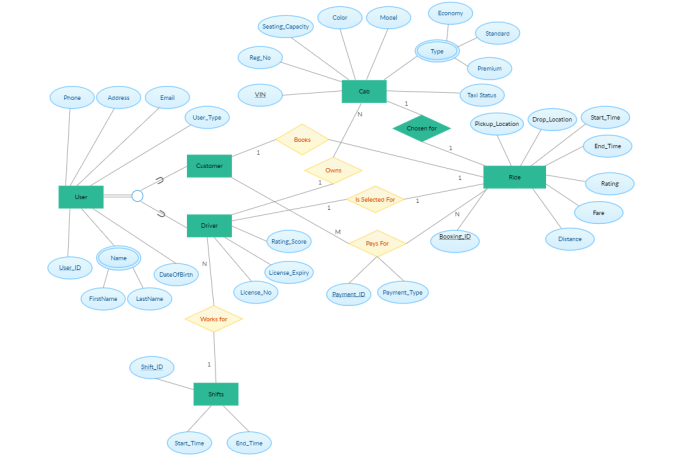 Economy
Color
Model
Seating_Capacity
Standard
Type
Reg_No
Premium
VIN
Cab
Taxi Status
Phone
Address
Email
User_Type
N
1
Chosen for
Pickup_Location
Drop_Location
Start_Time
End_Time
Books
1
1
Customer
Owns
1
1
Ride
Rating
User
Is Selected For
1
1
Fare
Driver
M
N
Rating_Score
Pays For
Booking_ID
Distance
Name
User_ID
DateOfBirth
N
License_Expiry
FirstName
LastName
License_No
Payment_ID
Payment_Type
Works for
1
Shift_ID
Shifts
Start_Time
End_Time